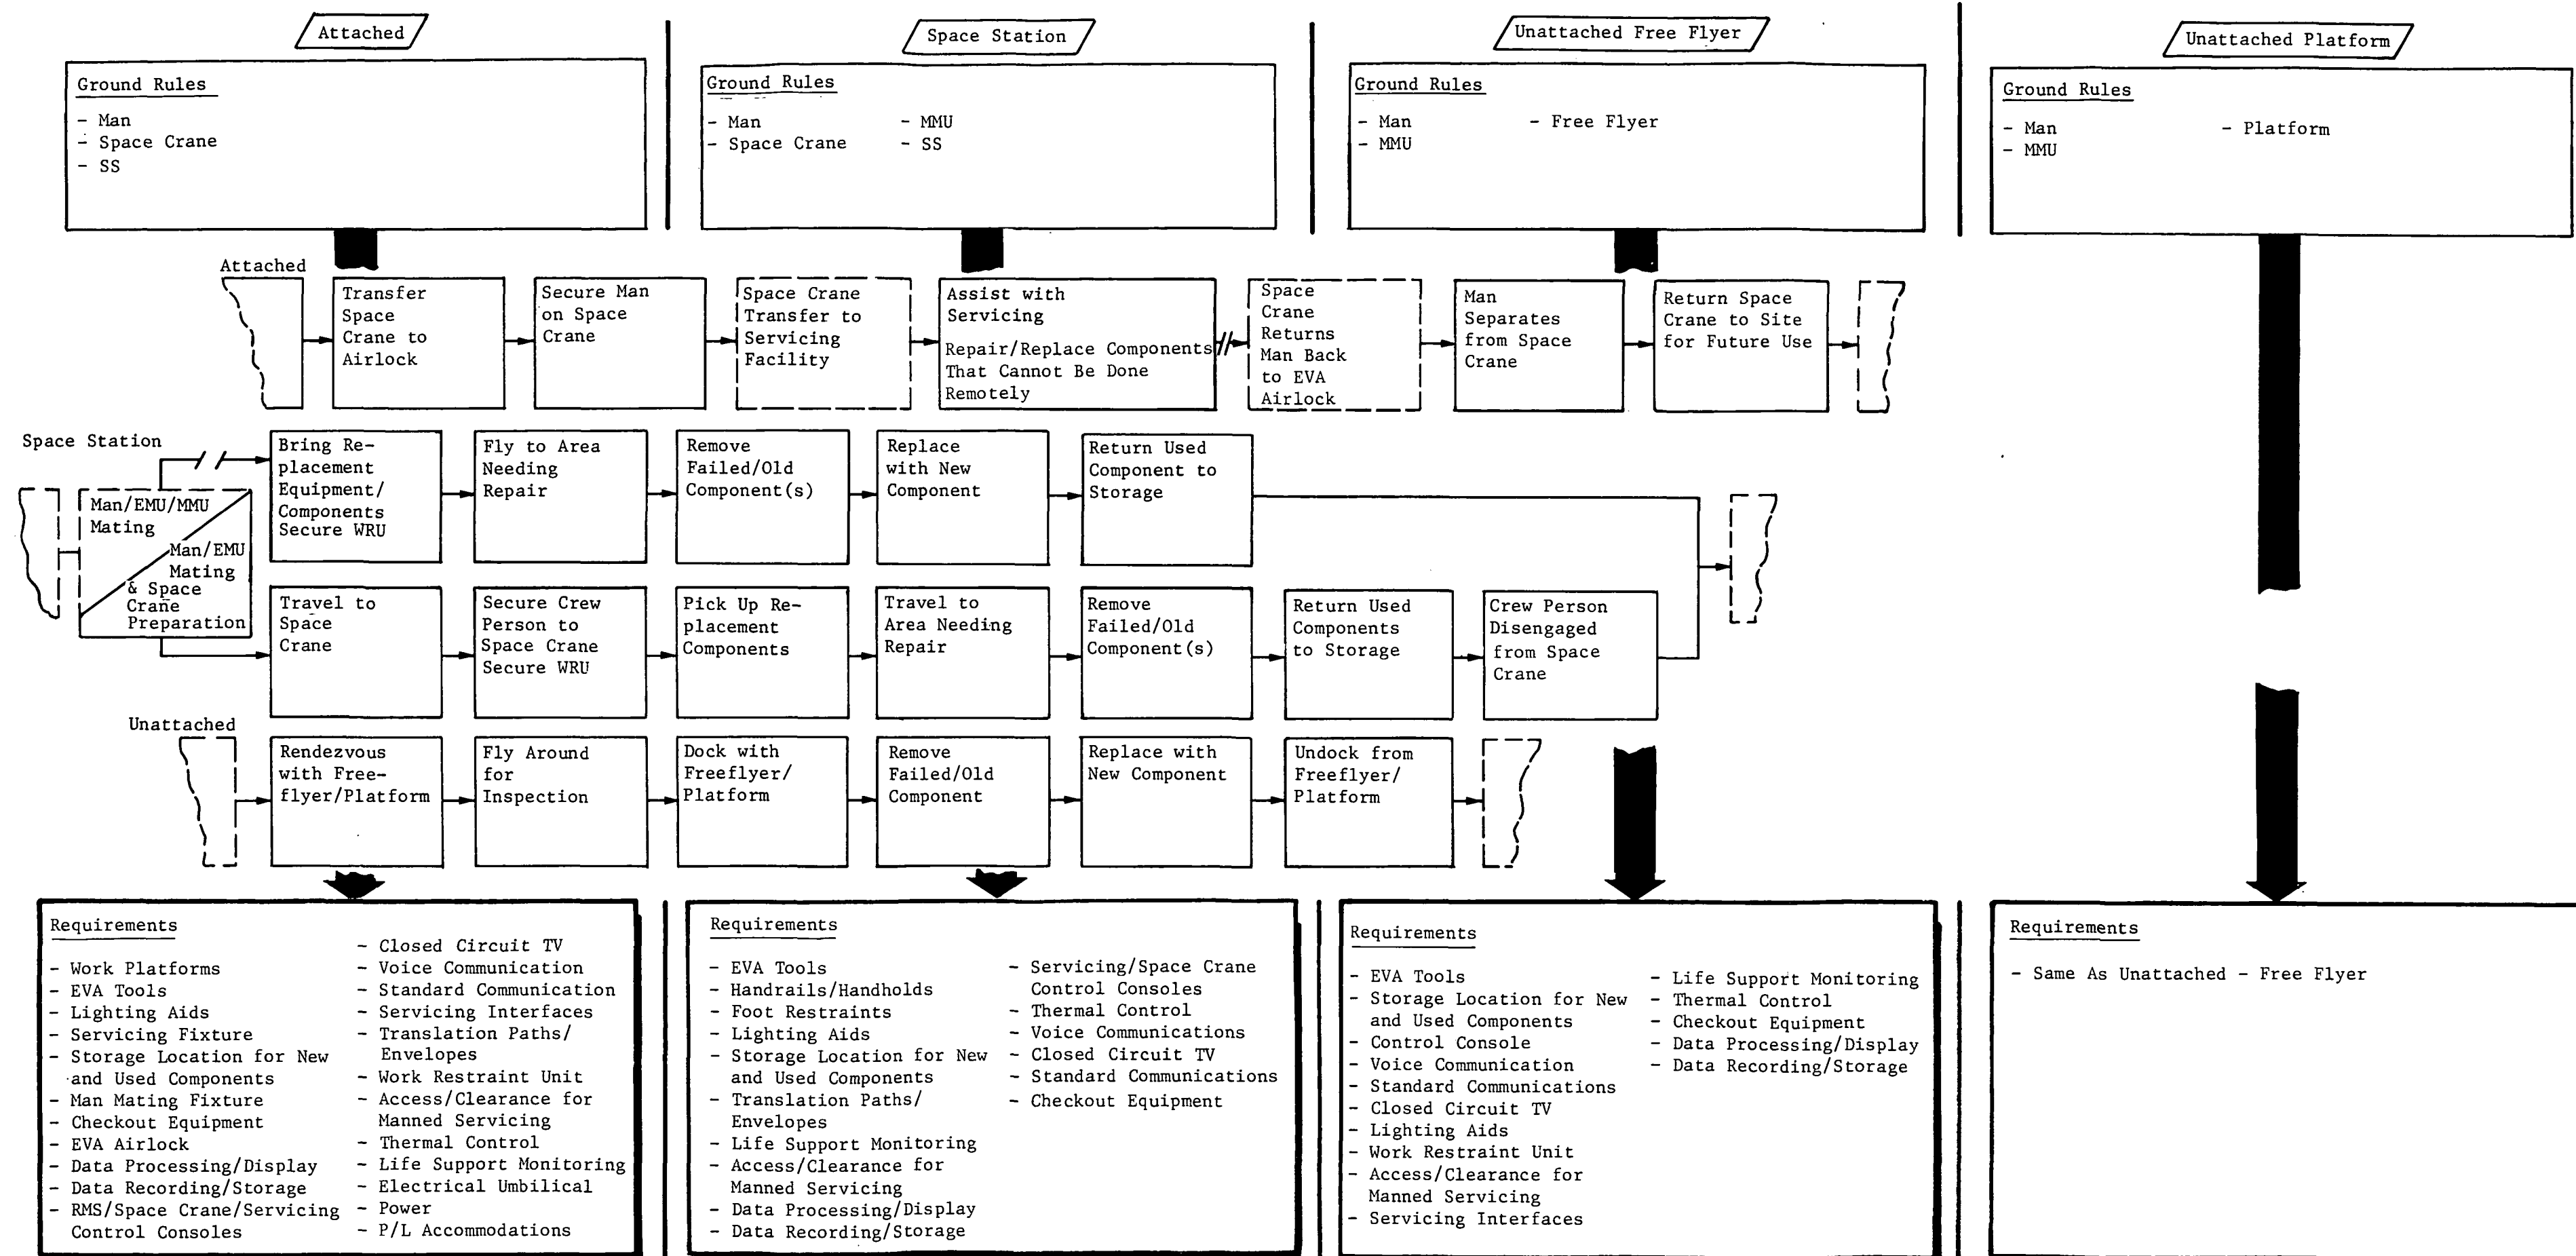 Attached
Ground Rules
- Man
- Space Crane
- SS
Space Station
Ground Rules
- Man
- Space Crane
- MMU
- SS
Unattached Free Flyer
Ground Rules
- Man
- MMU
- Free Flyer
Unattached Platform
Ground Rules
- Man
- MMU
- Platform
Attached
Transfer
Space
Crane to
Airlock
Secure Man
on Space
Crane
Space Crane
Transfer to
Servicing
Facility
Assist with
Servicing
Repair/Replace Components
That Cannot Be Done
Remotely
Space
Crane
Returns
Man Back
to EVA
Airlock
Man
Separates
from Space
Crane
Return Space
Crane to Site
for Future Use
Space Station
Man/EMU/MMU
Mating
Man/EMU
Mating
& Space
Crane
Preparation
Bring Re-
placement
Equipment/
Components
Secure WRU
Fly to Area
Needing
Repair
Remove
Failed/Old
Component(s)
Replace
with New
Component
Return Used
Component to
Storage
Travel to
Space
Crane
Secure Crew
Person to
Space Crane
Secure WRU
Pick Up Re-
placement
Components
Travel to
Area Needing
Repair
Remove
Failed/Old
Component(s)
Return Used
Components
to Storage
Crew Person
Disengaged
from Space
Crane
Unattached
Rendezvous
with Free-
flyer/Platform
Fly Around
for
Inspection
Dock with
Freeflyer/
Platform
Remove
Failed/Old
Component
Replace with
New Component
Undock from
Freeflyer/
Platform
Requirements
- Work Platforms
- EVA Tools
- Lighting Aids
- Servicing Fixture
- Storage Location for New
and Used Components
- Man Mating Fixture
- Checkout Equipment
- EVA Airlock
- Data Processing/Display
- Data Recording/Storage
- RMS/Space Crane/Servicing
Control Consoles
- Closed Circuit TV
- Voice Communication
- Standard Communication
- Servicing Interfaces
- Translation Paths/
Envelopes
- Work Restraint Unit
- Access/Clearance for
Manned Servicing
- Thermal Control
- Life Support Monitoring
- Electrical Umbilical
- Power
- P/L Accommodations
Requirements
- EVA Tools
- Handrails/Handholds
- Foot Restraints
- Lighting Aids
- Storage Location for New
and Used Components
- Translation Paths/
Envelopes
- Life Support Monitoring
- Access/Clearance for
Manned Servicing
- Data Processing/Display
- Data Recording/Storage
- Servicing/Space Crane
Control Consoles
- Thermal Control
- Voice Communications
- Closed Circuit TV
- Standard Communications
- Checkout Equipment
Requirements
- EVA Tools
- Storage Location for New
and Used Components
- Control Console
- Voice Communication
- Standard Communications
- Closed Circuit TV
- Lighting Aids
- Work Restraint Unit
- Access/Clearance for
Manned Servicing
- Servicing Interfaces
- Life Support Monitoring
- Thermal Control
- Checkout Equipment
- Data Processing/Display
- Data Recording/Storage
Requirements
- Same As Unattached - Free Flyer